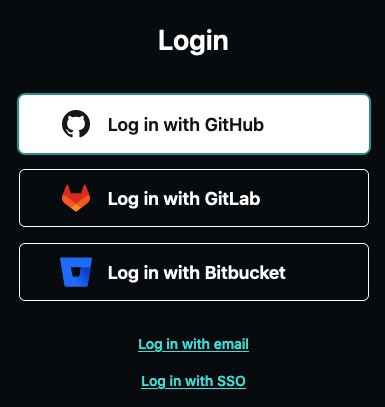 Login
Log in with GitHub
Log in with GitLab
Log in with Bitbucket
Log in with email
Log in with SSO